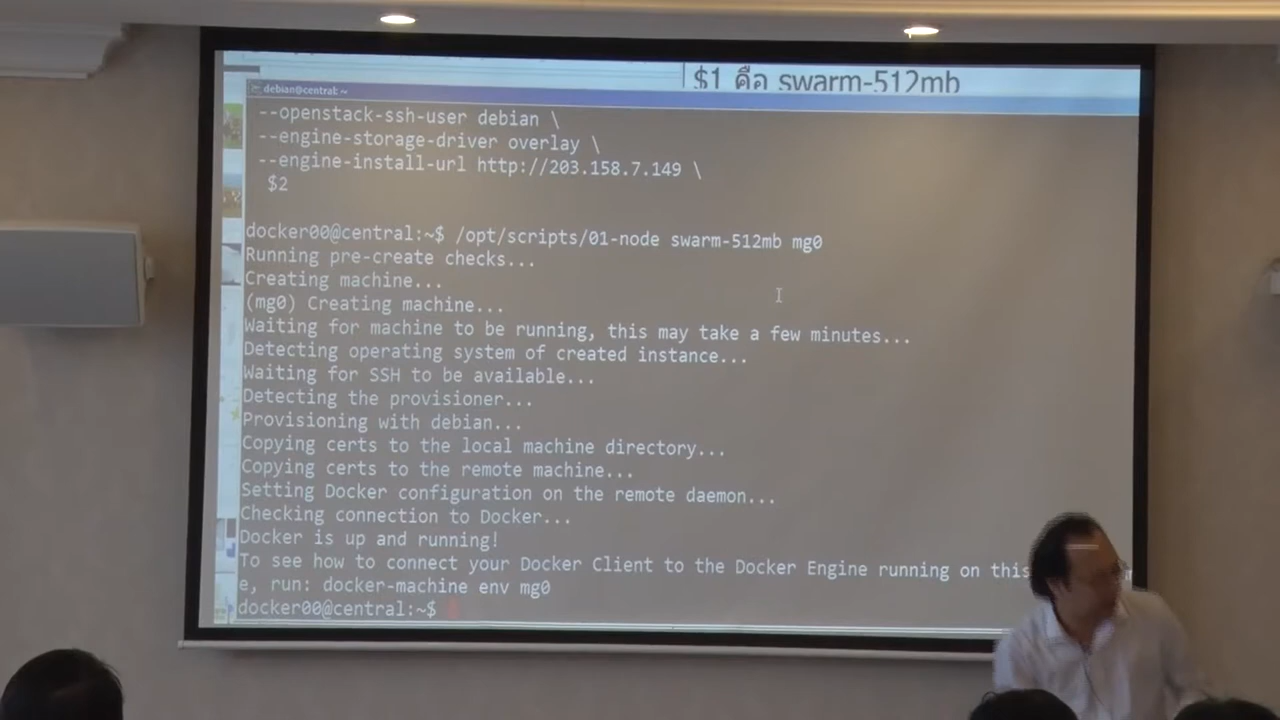 $1 คือ swarm-512mb
debian@central: ~
--openstack-ssh-user debian \
--engine-storage-driver overlay \
--engine-install-url http://203.158.7.149 \
$2
docker00@central:~$ /opt/scripts/01-node swarm-512mb mg0
Running pre-create checks...
Creating machine...
(mg0) Creating machine...
Waiting for machine to be running, this may take a few minutes...
Detecting operating system of created instance...
Waiting for SSH to be available...
Detecting the provisioner...
Provisioning with debian...
Copying certs to the local machine directory...
Copying certs to the remote machine...
Setting Docker configuration on the remote daemon...
Checking connection to Docker...
Docker is up and running!
To see how to connect your Docker Client to the Docker Engine running on this
e, run: docker-machine env mg0
docker00@central:~$